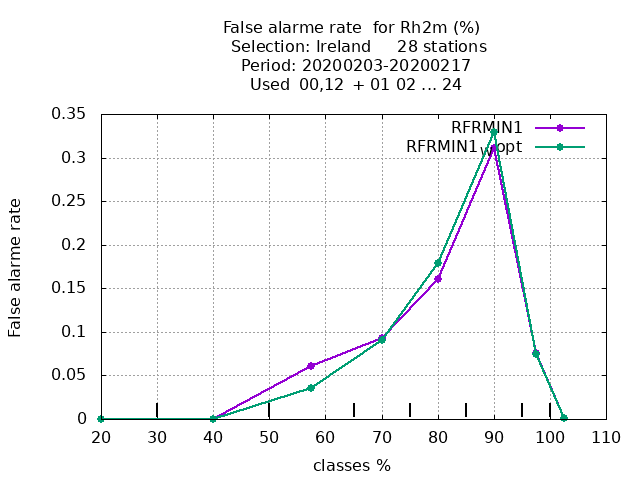 False alarme rate  for Rh2m (%)
Selection: Ireland     28 stations
Period: 20200203-20200217
Used  00,12  + 01 02 ... 24
RFRMIN1
RFRMIN1wopt
0.35
0.3
0.25
0.2
0.15
0.1
0.05
0
False alarme rate
20 30 40 50 60 70 80 90 100 110
classes %